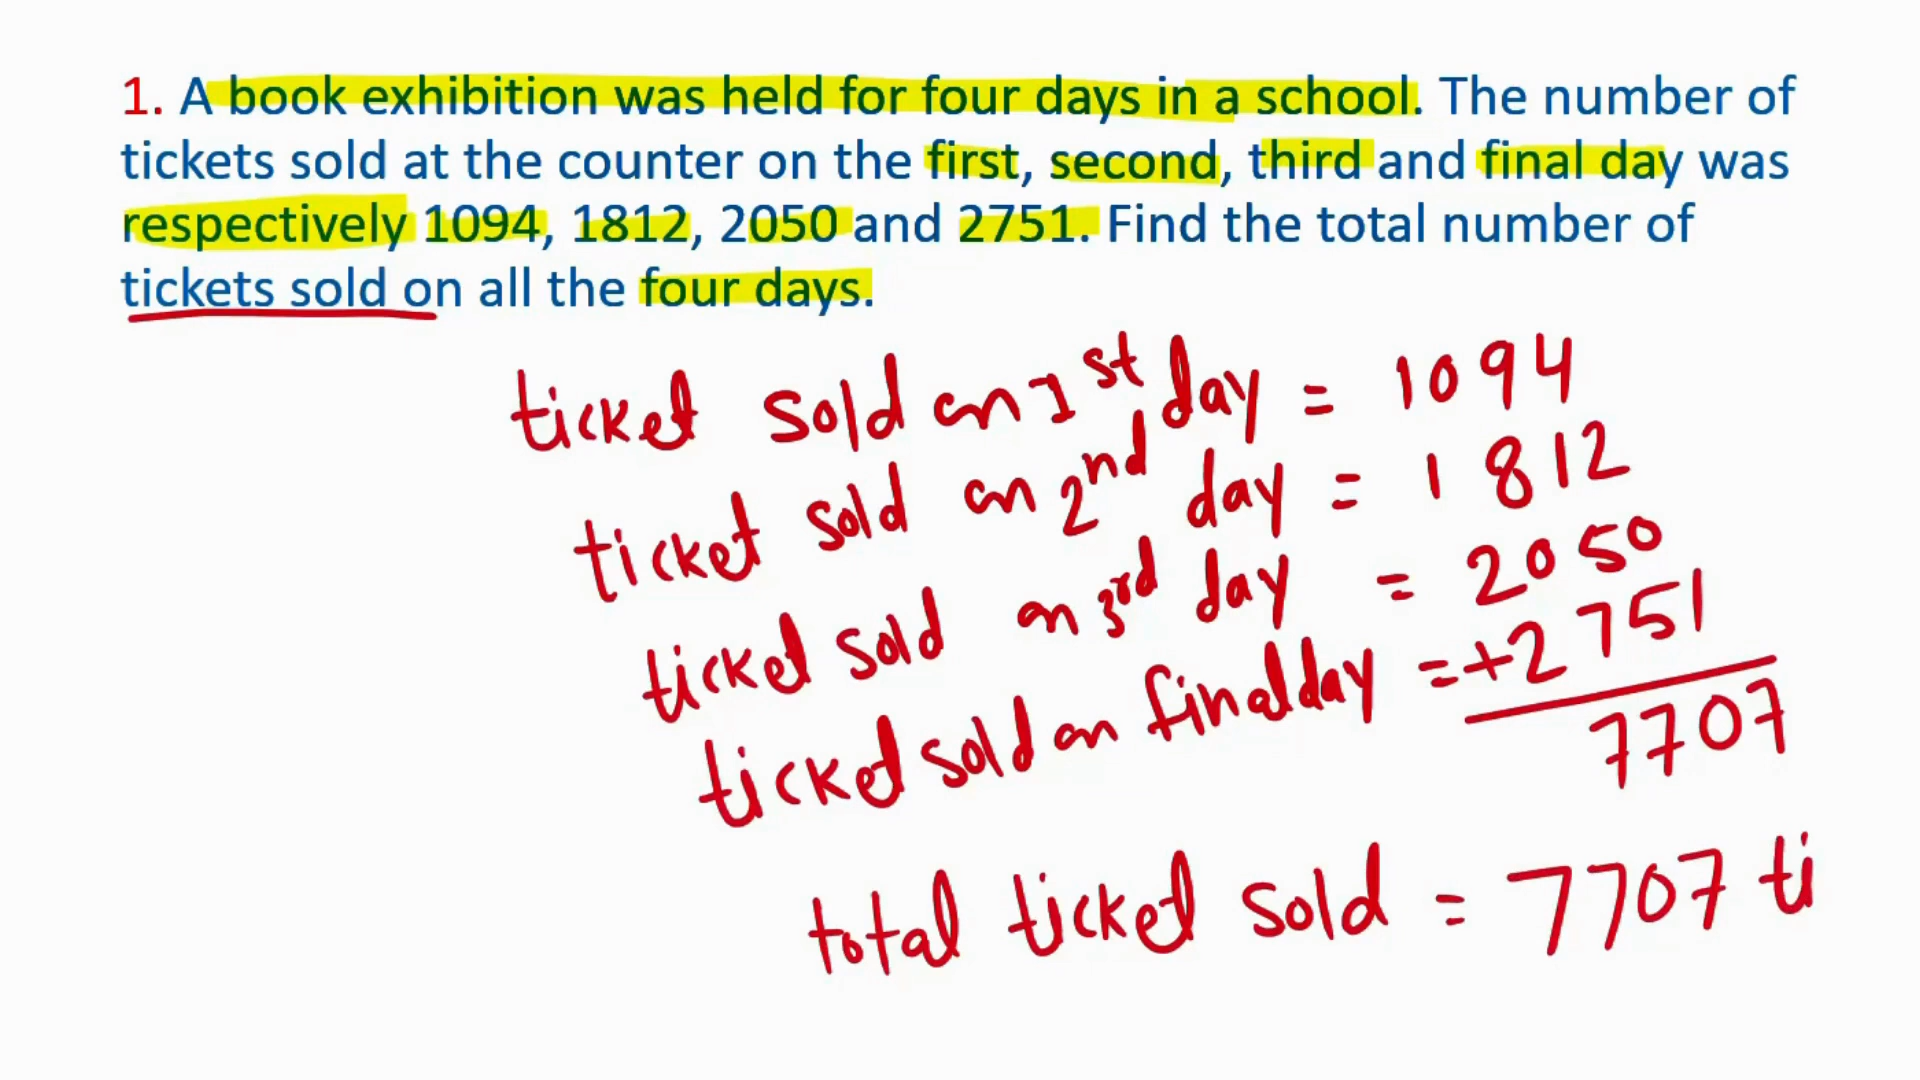 1. A book exhibition was held for four days in a school. The number of
tickets sold at the counter on the first, second, third and final day was
respectively 1094, 1812, 2050 and 2751. Find the total number of
tickets sold on all the four days.
ticket sold on 1st day = 1094
ticket sold on 2nd day = 1812
ticket sold on 3rd day = 2050
ticket sold on final day = +2751
7707
total ticket sold = 7707 ti